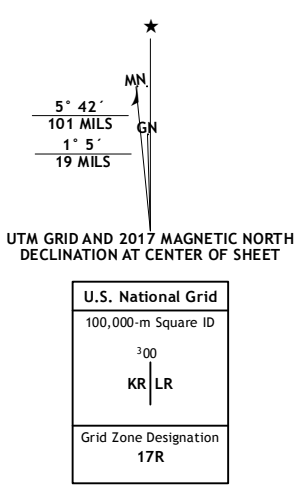 ★
MN.
GN
5° 42´
101 MILS
1° 5´
19 MILS
UTM GRID AND 2017 MAGNETIC NORTH
DECLINATION AT CENTER OF SHEET
U.S. National Grid
100,000-m Square ID
³00
KR LR
Grid Zone Designation
17R